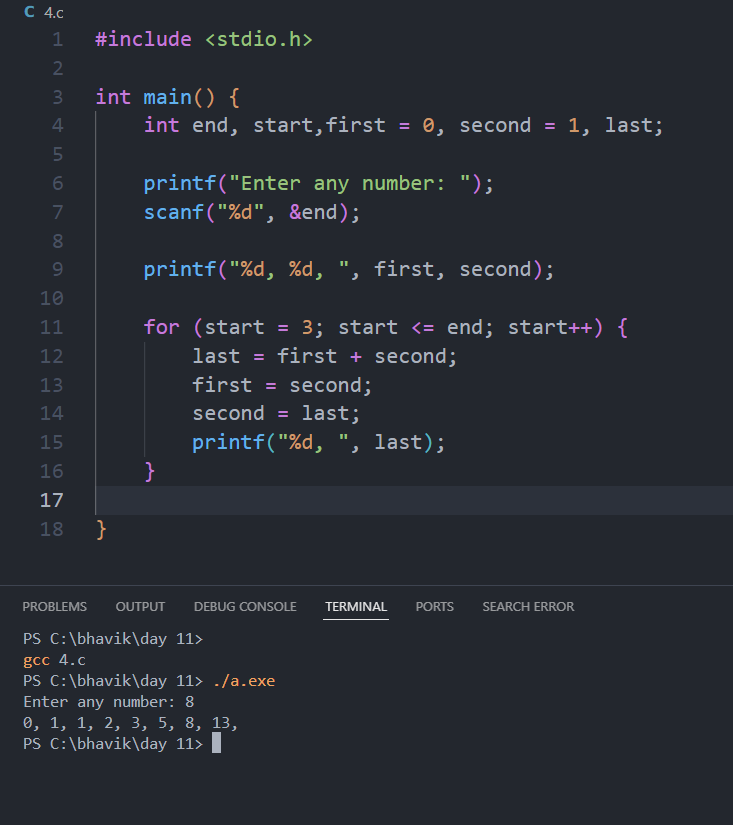 C 4.c
1 #include <stdio.h>
2
3 int main() {
4     int end, start,first = 0, second = 1, last;
5
6     printf("Enter any number: ");
7     scanf("%d", &end);
8
9     printf("%d, %d, ", first, second);
10
11     for (start = 3; start <= end; start++) {
12         last = first + second;
13         first = second;
14         second = last;
15         printf("%d, ", last);
16     }
17
18 }
PROBLEMS OUTPUT DEBUG CONSOLE TERMINAL PORTS SEARCH ERROR
PS C:\bhavik\day 11>
gcc 4.c
PS C:\bhavik\day 11> ./a.exe
Enter any number: 8
0, 1, 1, 2, 3, 5, 8, 13,
PS C:\bhavik\day 11>